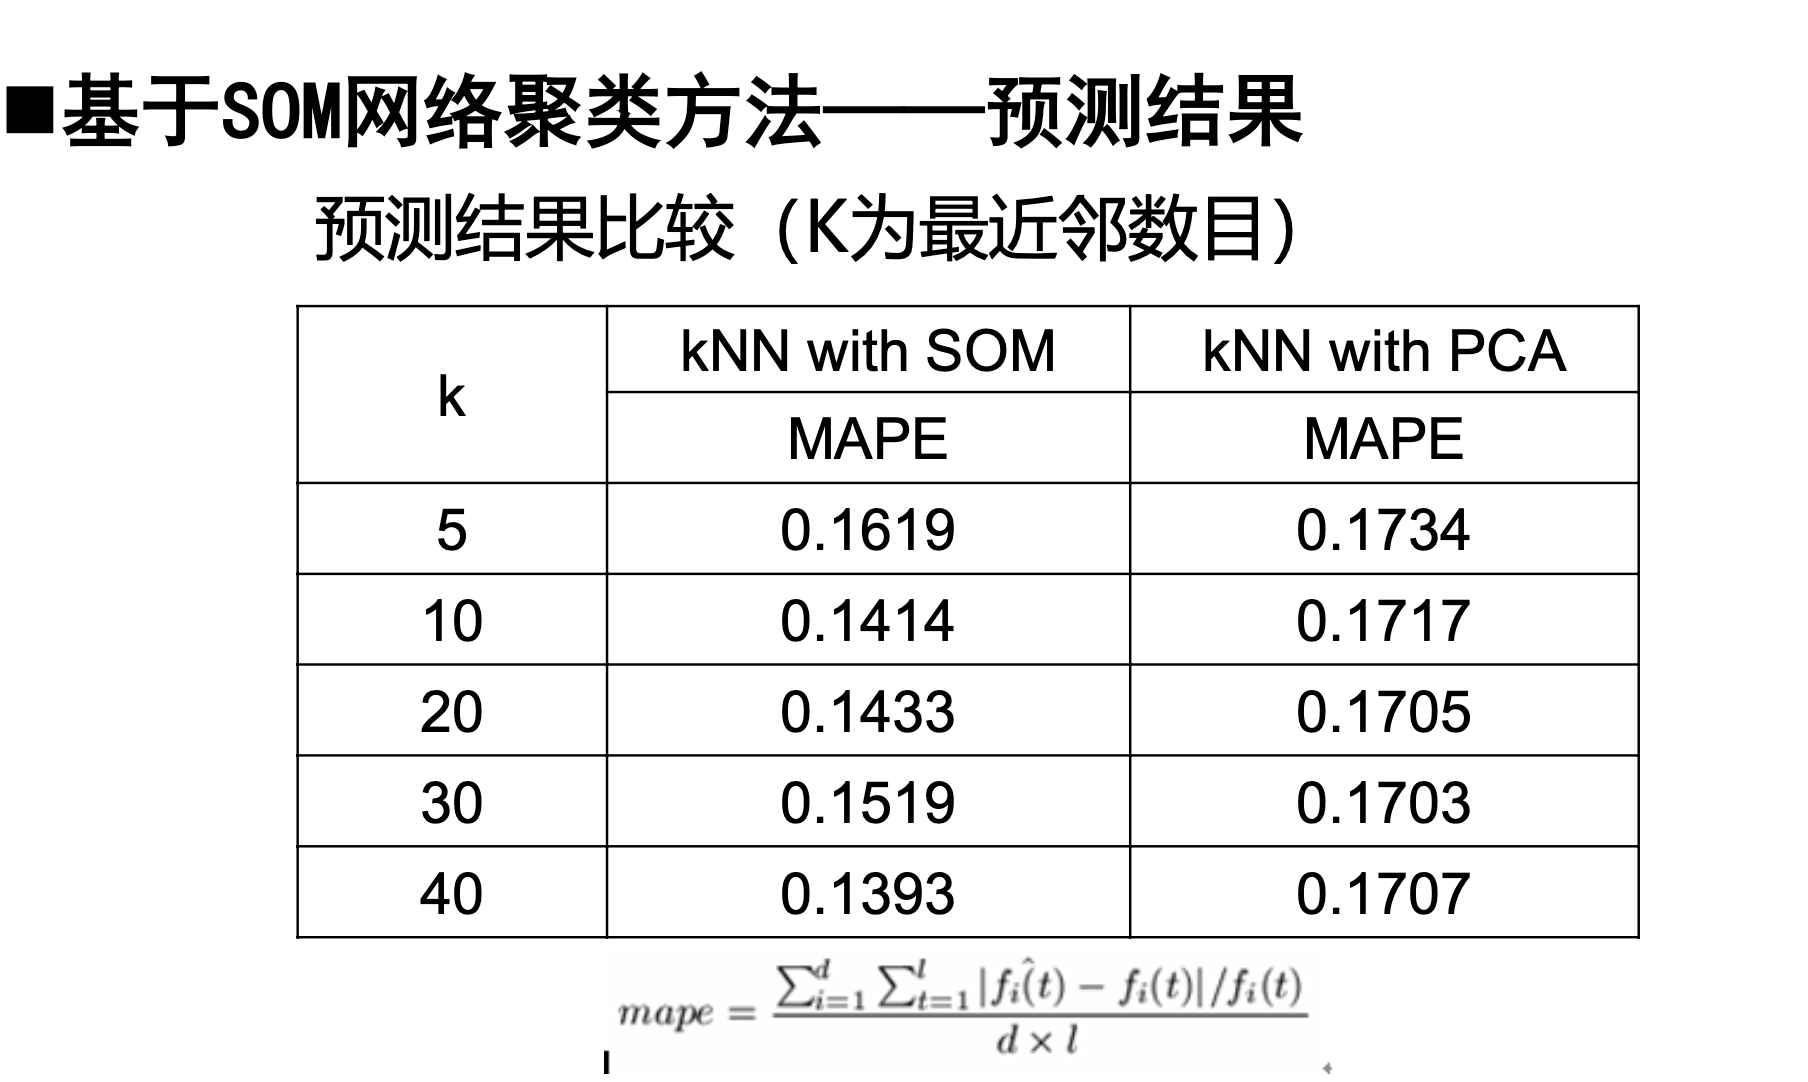 ■基于SOM网络聚类方法——预测结果
预测结果比较（K为最近邻数目）
k kNN with SOM kNN with PCA
MAPE MAPE
5 0.1619 0.1734
10 0.1414 0.1717
20 0.1433 0.1705
30 0.1519 0.1703
40 0.1393 0.1707
$mape = \frac{\sum_{i=1}^{d} \sum_{t=1}^{l} |\hat{f_i(t)} - f_i(t)|/f_i(t)}{d \times l}$